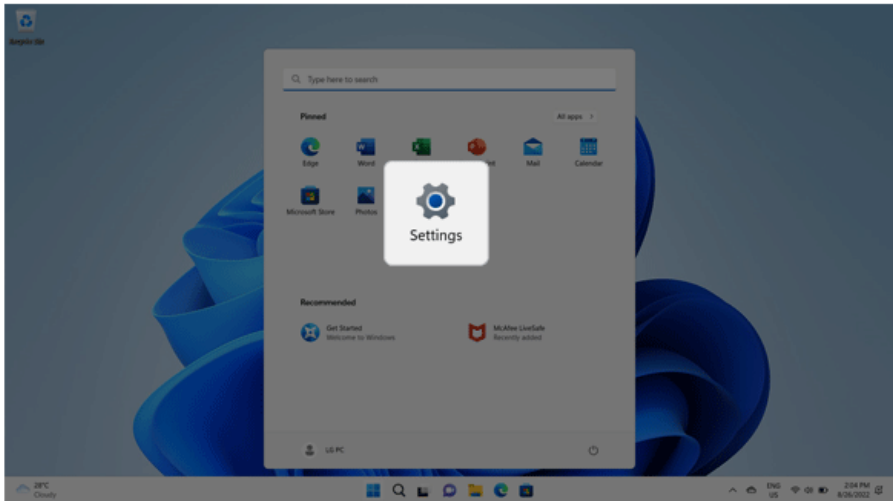 Recycle Bin
Type here to search
Pinned
All apps
Edge
Word
Mail
Calendar
Microsoft Store
Photos
Settings
Recommended
Get Started
Welcome to Windows
McAfee LiveSafe
Recently added
LG PC
28°C
Cloudy
ENG
US
2:04 PM
8/26/2022